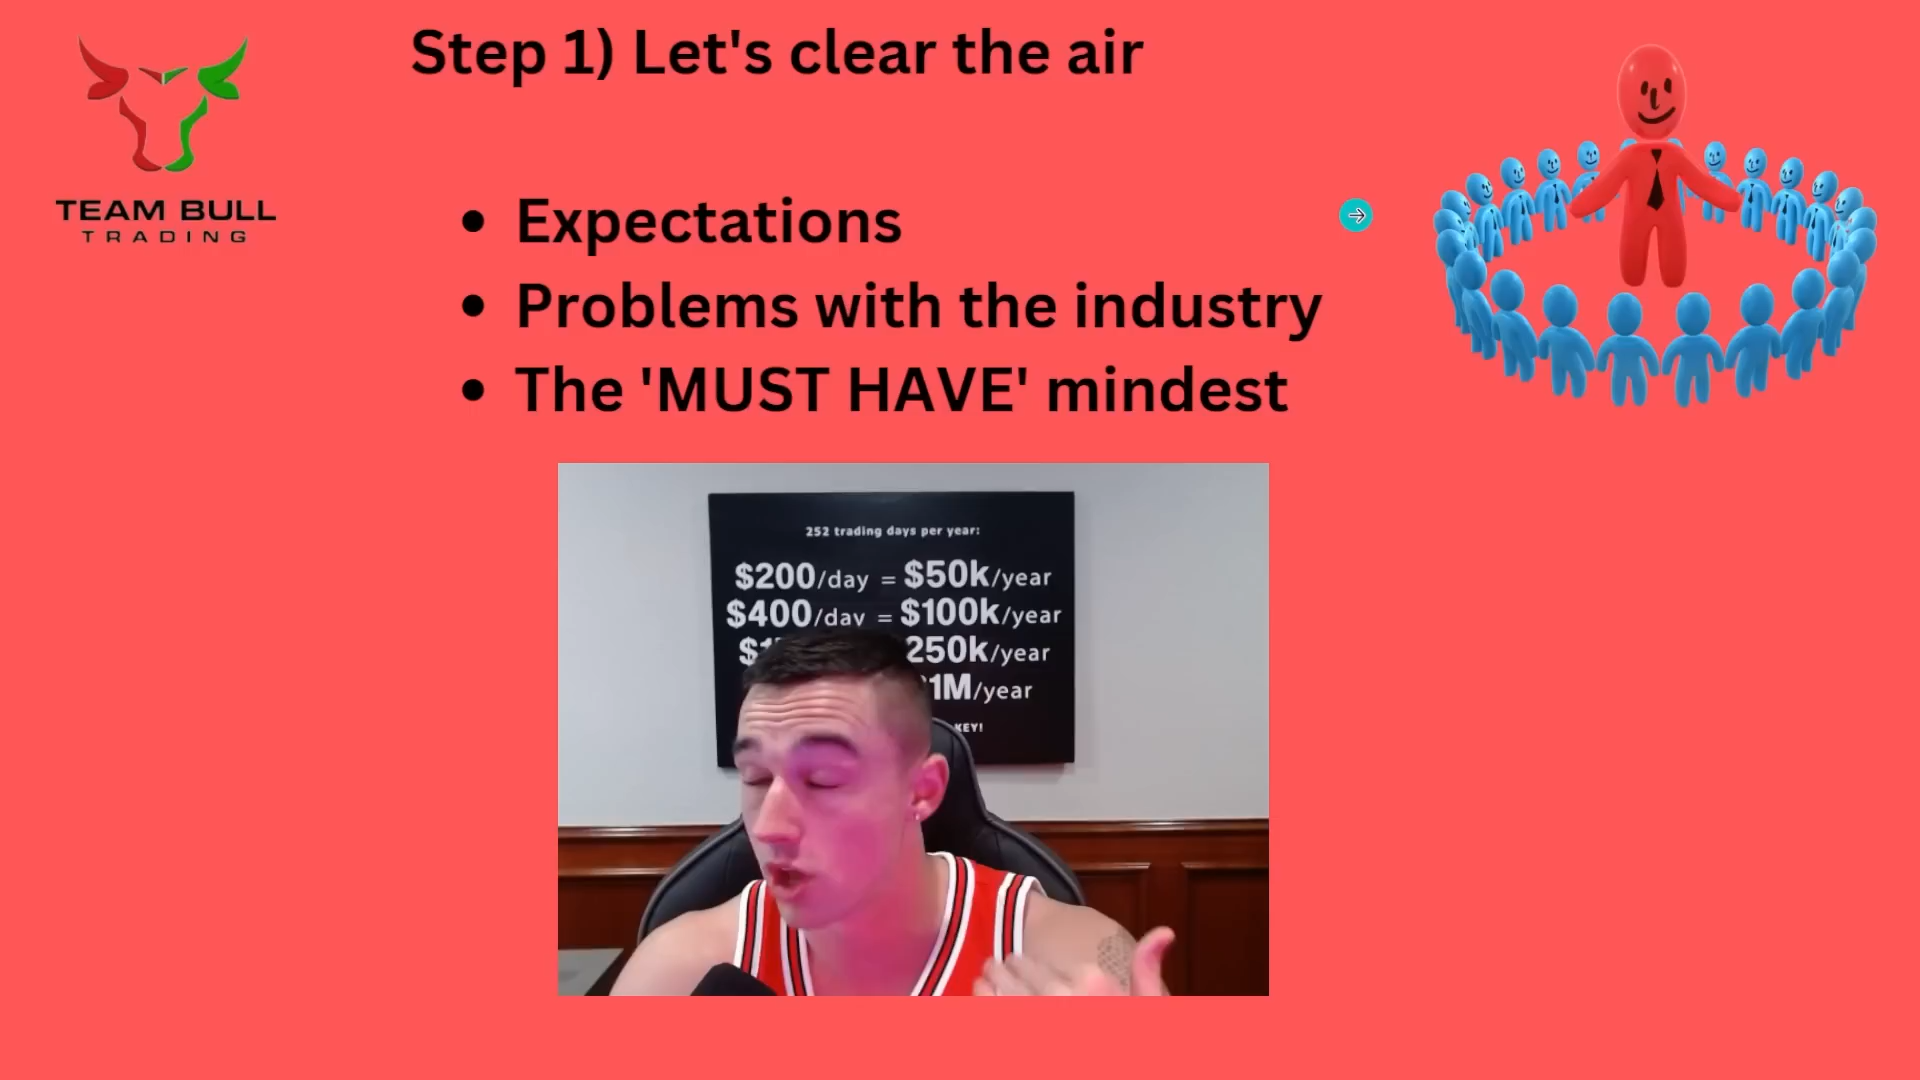 Step 1) Let's clear the air
TEAM BULL
TRADING
• Expectations
• Problems with the industry
• The 'MUST HAVE' mindest
252 trading days per year:
$200/day = $50k/year
$400/day = $100k/year
250k/year
1M/year
KEY!